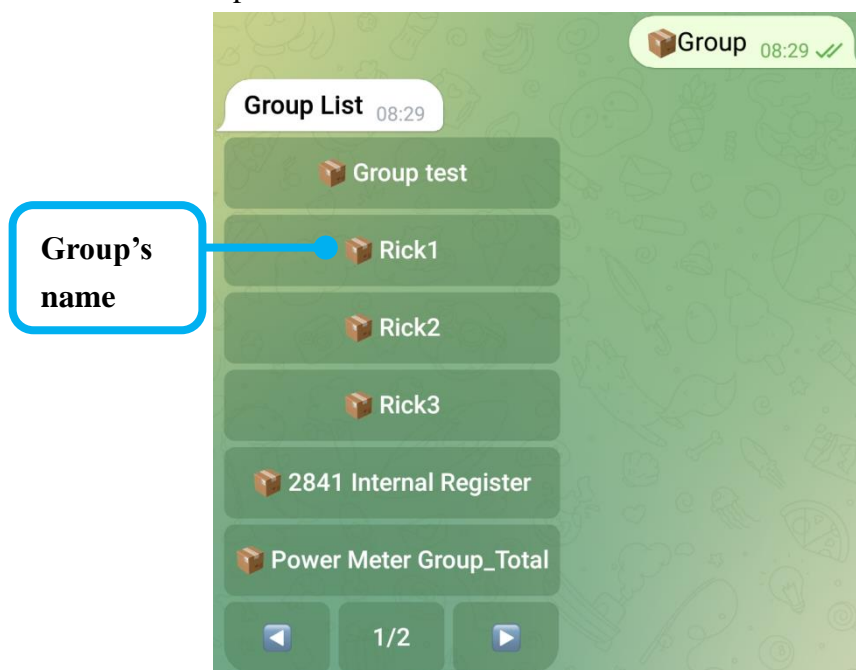 📦Group 08:29
Group List 08:29
📦 Group test
Group's
name
📦 Rick1
📦 Rick2
📦 Rick3
📦 2841 Internal Register
📦 Power Meter Group_Total
◀ 1/2 ▶